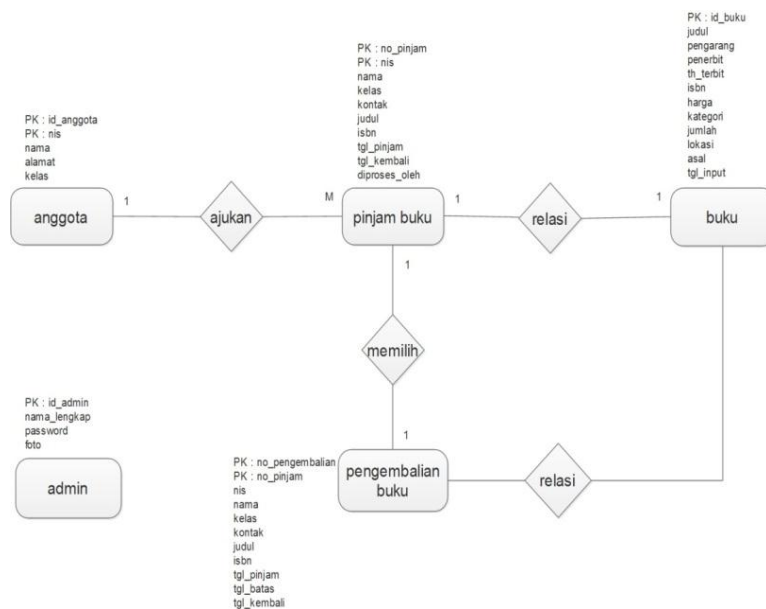 PK : id_anggota
PK : nis
nama
alamat
kelas
anggota
1
ajukan
M
PK : no_pinjam
PK : nis
nama
kelas
kontak
judul
isbn
tgl_pinjam
tgl_kembali
diproses_oleh
pinjam buku
1
relasi
1
PK : id_buku
judul
pengarang
penerbit
th_terbit
isbn
harga
kategori
jumlah
lokasi
asal
tgl_input
buku
1
memilih
1
PK : id_admin
nama_lengkap
password
foto
admin
PK : no_pengembalian
PK : no_pinjam
nis
nama
kelas
kontak
judul
isbn
tgl_pinjam
tgl_batas
tgl_kembali
pengembalian
buku
relasi